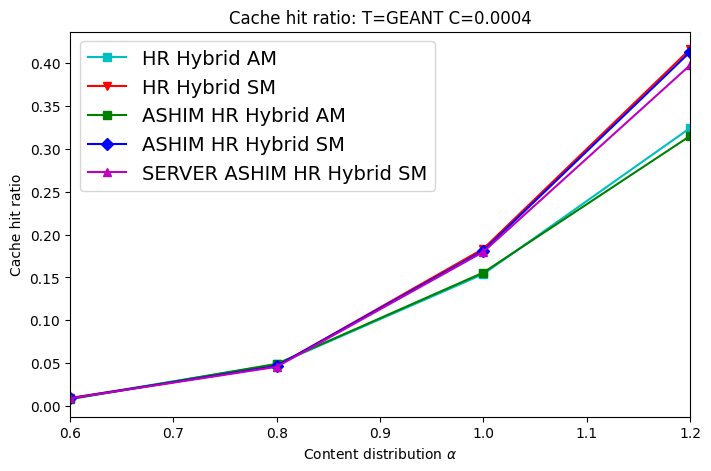 Cache hit ratio: T=GEANT C=0.0004
HR Hybrid AM
HR Hybrid SM
ASHIM HR Hybrid AM
ASHIM HR Hybrid SM
SERVER ASHIM HR Hybrid SM
Cache hit ratio
0.40
0.35
0.30
0.25
0.20
0.15
0.10
0.05
0.00
0.6 0.7 0.8 0.9 1.0 1.1 1.2
Content distribution α